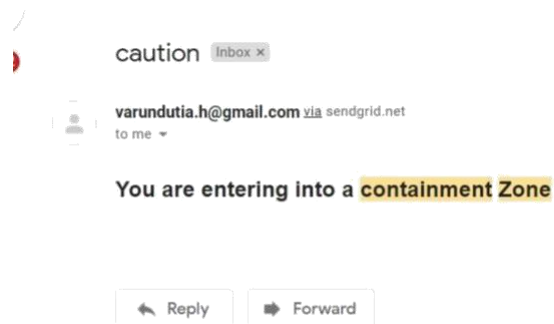 caution Inbox ×
varundutia.h@gmail.com via sendgrid.net
to me
You are entering into a containment Zone
Reply Forward